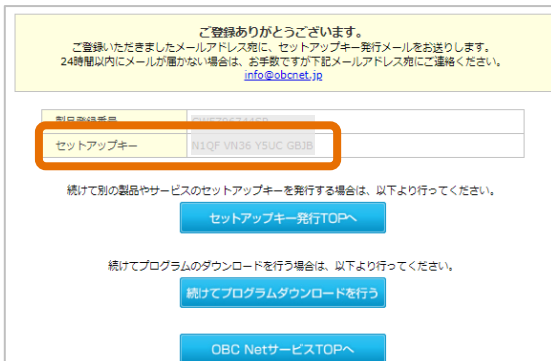 ご登録ありがとうございます。
ご登録いただきましたメールアドレス宛に、セットアップキー発行メールをお送りします。
24時間以内にメールが届かない場合は、お手数ですが下記メールアドレス宛にご連絡ください。
info@obcnet.jp
製品登録番号
セットアップキー N1QF VN36 Y5UC GBJB
続けて別の製品やサービスのセットアップキーを発行する場合は、以下より行ってください。
セットアップキー発行TOPへ
続けてプログラムのダウンロードを行う場合は、以下より行ってください。
続けてプログラムダウンロードを行う
OBC NetサービスTOPへ